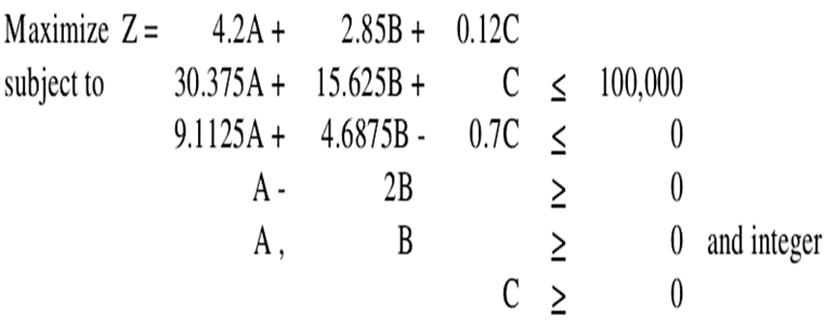 Maximize Z = 4.2A + 2.85B + 0.12C
subject to 30.375A + 15.625B + C ≤ 100,000
9.1125A + 4.6875B - 0.7C ≤ 0
A - 2B ≥ 0
A , B ≥ 0 and integer
C ≥ 0